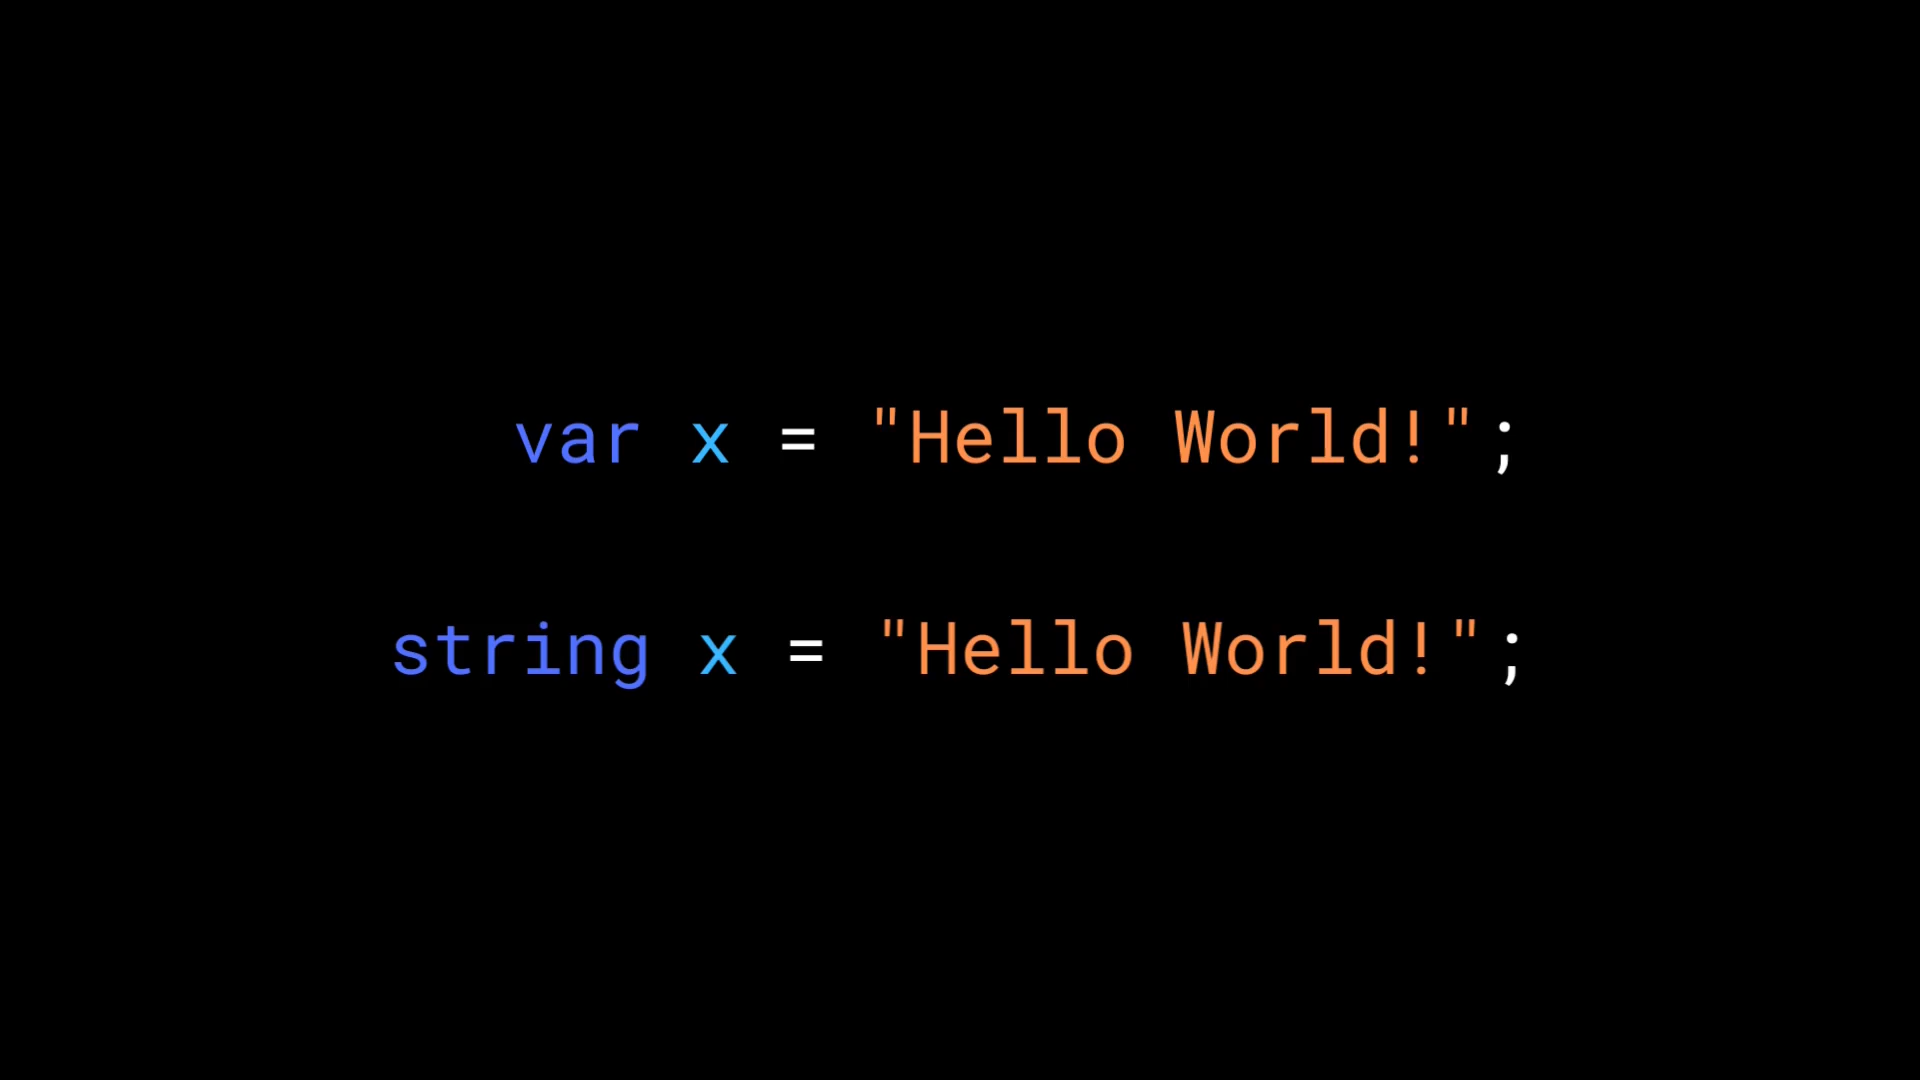 var x = "Hello World!";
string x = "Hello World!";